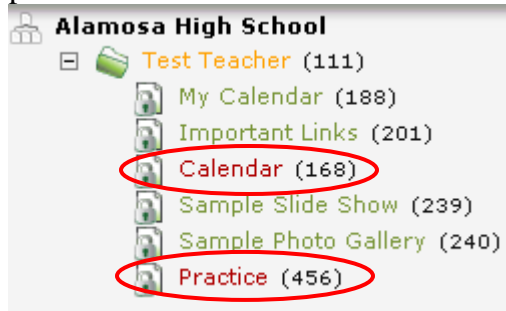 Alamosa High School
Test Teacher (111)
My Calendar (188)
Important Links (201)
Calendar (168)
Sample Slide Show (239)
Sample Photo Gallery (240)
Practice (456)